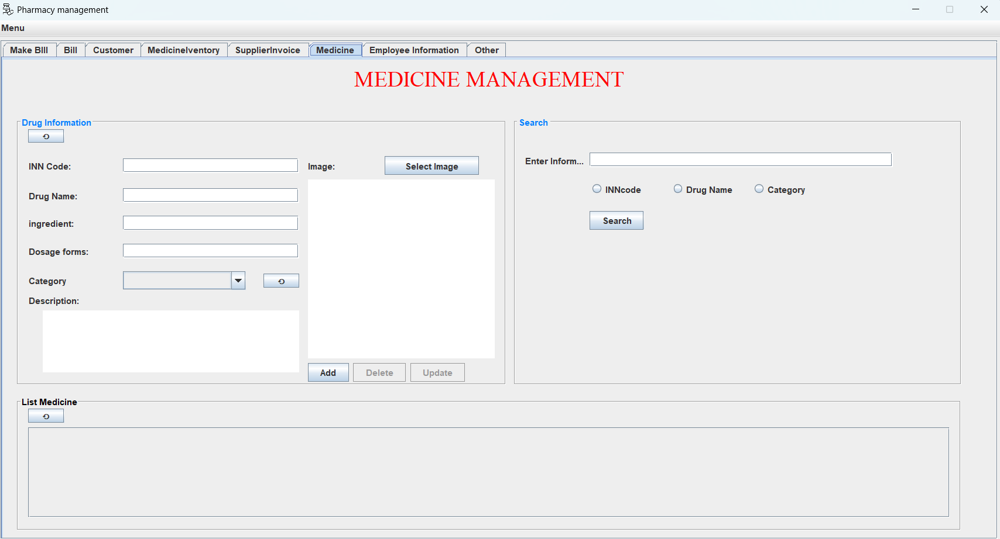 Pharmacy management
Menu
Make BIll Bill Customer MedicineIventory SupplierInvoice Medicine Employee Information Other
MEDICINE MANAGEMENT
Drug Information
INN Code:
Drug Name:
ingredient:
Dosage forms:
Category
Description:
Image: Select Image
Add Delete Update
Search
Enter Inform...
INNcode Drug Name Category
Search
List Medicine